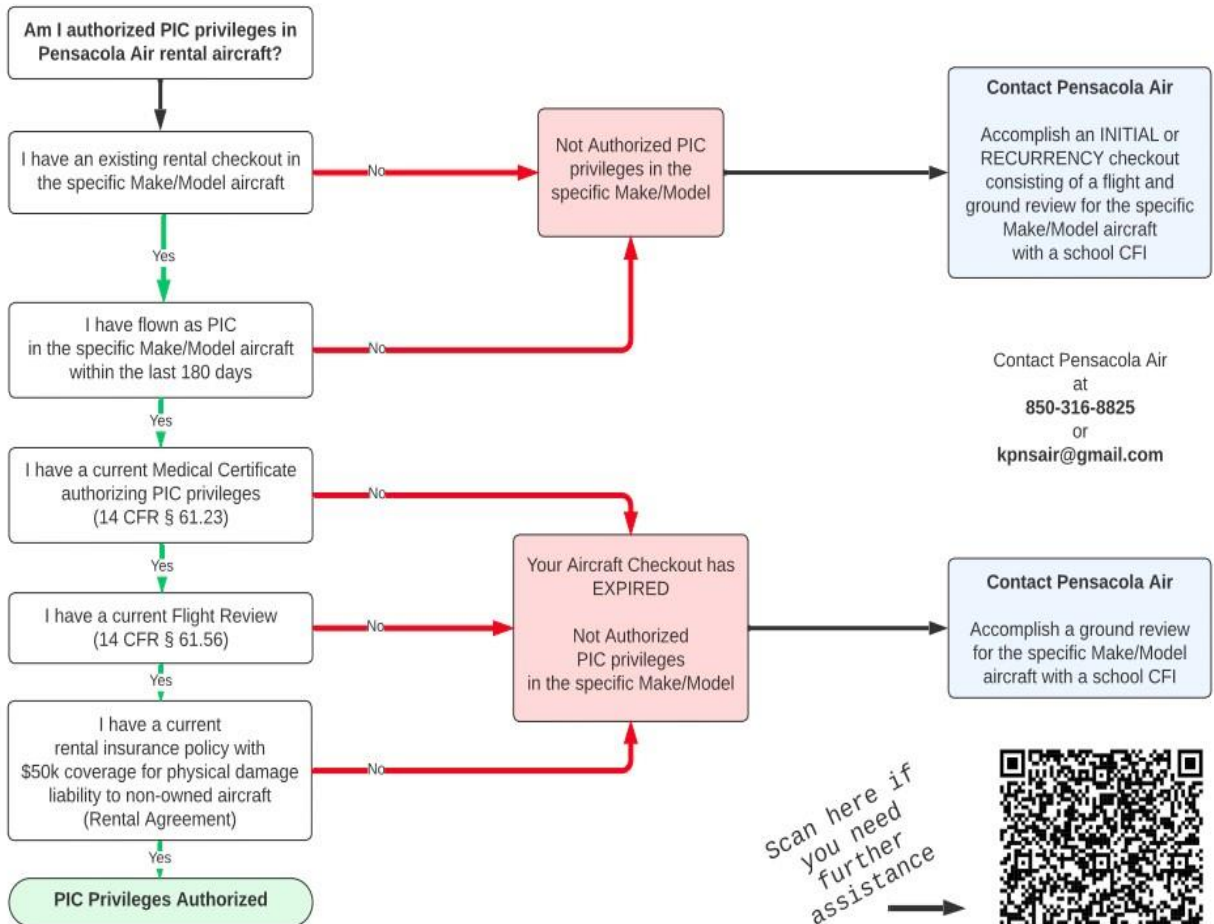 Am I authorized PIC privileges in
Pensacola Air rental aircraft?
I have an existing rental checkout in
the specific Make/Model aircraft
No
Not Authorized PIC
privileges in the
specific Make/Model
Contact Pensacola Air
Accomplish an INITIAL or
RECURRENCY checkout
consisting of a flight and
ground review for the specific
Make/Model aircraft
with a school CFI
Yes
I have flown as PIC
in the specific Make/Model aircraft
within the last 180 days
No
Contact Pensacola Air
at
850-316-8825
or
kpnsair@gmail.com
Yes
I have a current Medical Certificate
authorizing PIC privileges
(14 CFR § 61.23)
No
Yes
I have a current Flight Review
(14 CFR § 61.56)
No
Your Aircraft Checkout has
EXPIRED
Not Authorized
PIC privileges
in the specific Make/Model
Contact Pensacola Air
Accomplish a ground review
for the specific Make/Model
aircraft with a school CFI
Yes
I have a current
rental insurance policy with
$50k coverage for physical damage
liability to non-owned aircraft
(Rental Agreement)
No
Yes
PIC Privileges Authorized
Scan here if
you need
further
assistance